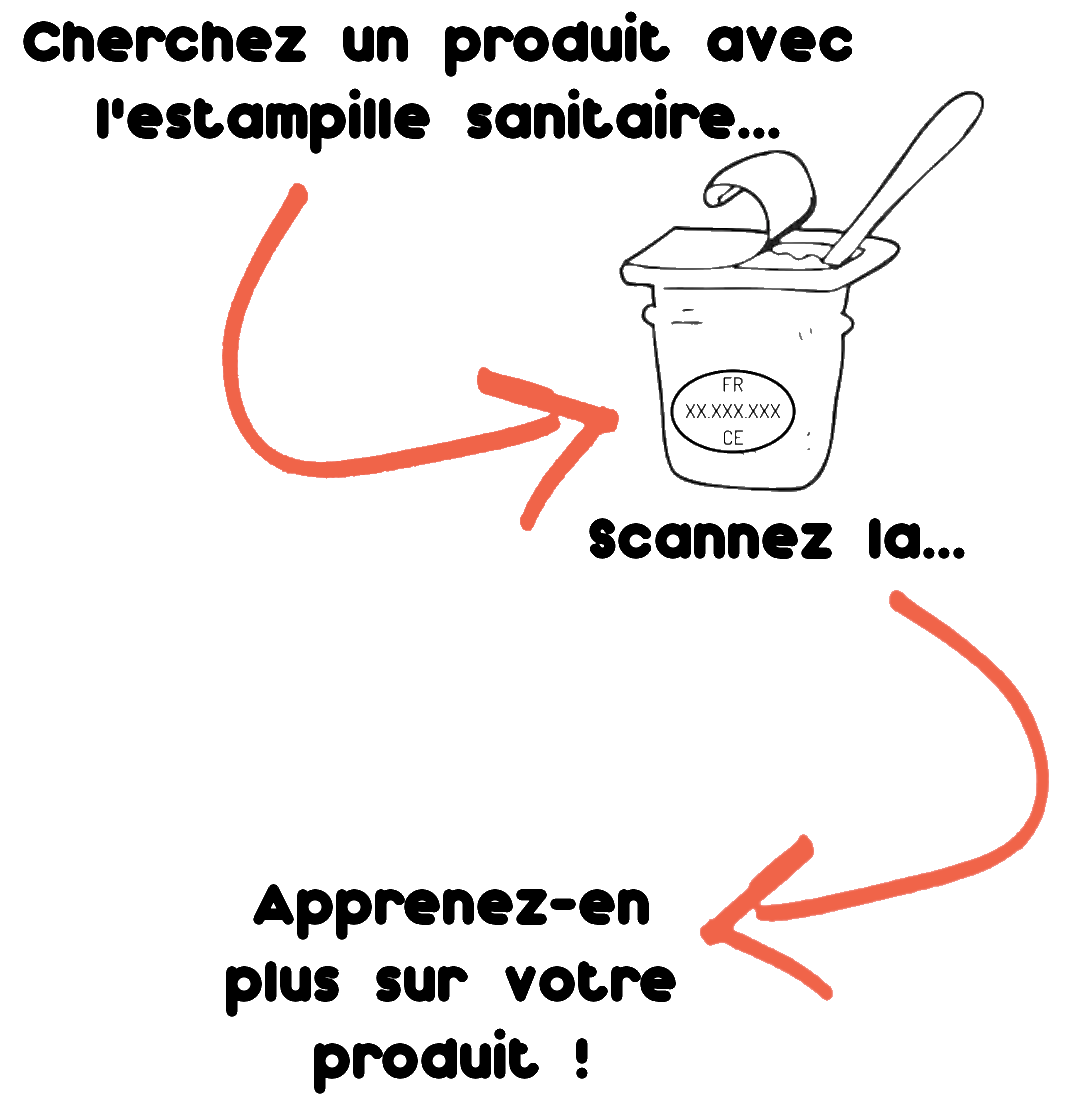 Cherchez un produit avec
l'estampille sanitaire...
FR
XX.XXX.XXX
CE
Scannez la...
Apprenez-en
plus sur votre
produit !